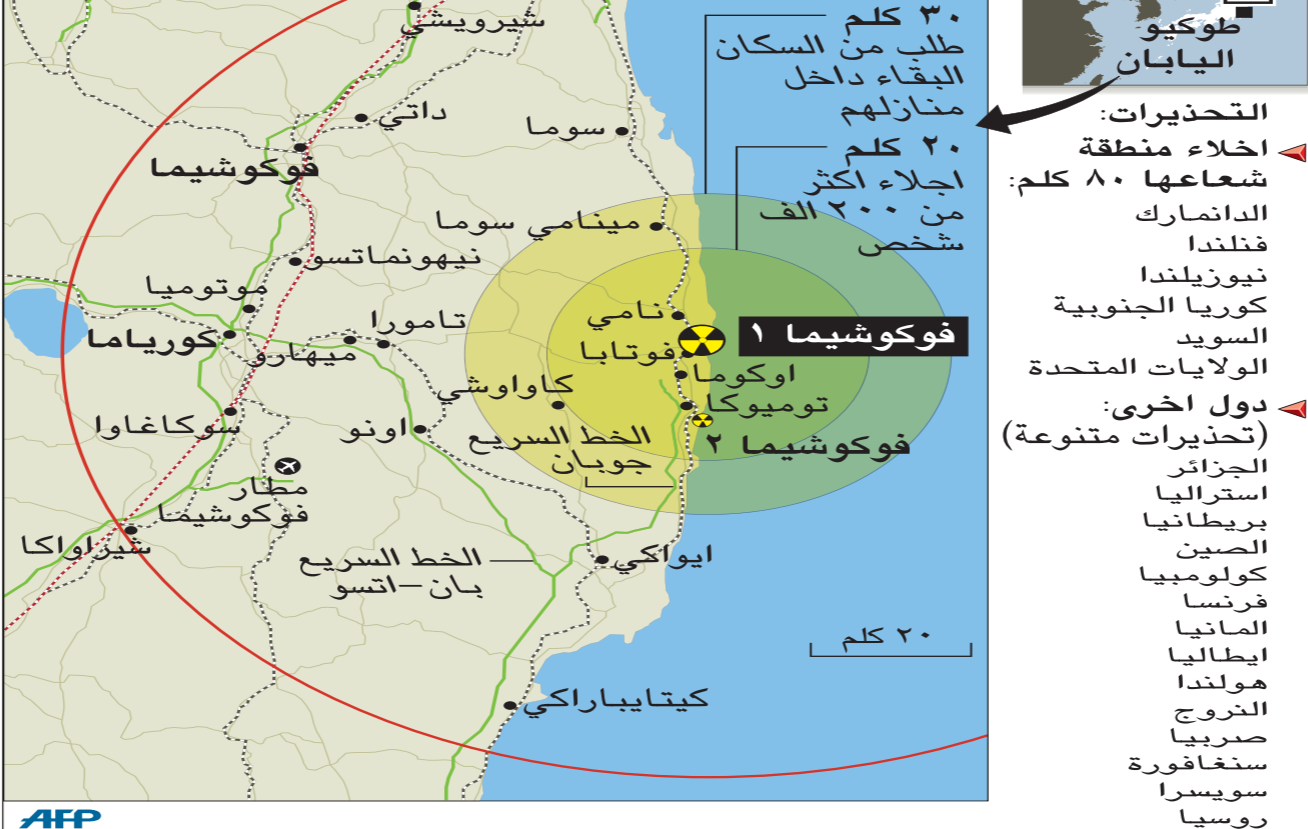 طوكيو
اليابان
التحذيرات:
اخلاء منطقة
شعاعها ٨٠ كلم:
الدانمارك
فنلندا
نيوزيلندا
كوريا الجنوبية
السويد
الولايات المتحدة
دول اخرى:
(تحذيرات متنوعة)
الجزائر
استراليا
بريطانيا
الصين
كولومبيا
فرنسا
المانيا
ايطاليا
هولندا
النروج
صربيا
سنغافورة
سويسرا
روسيا
٣٠ كلم
طلب من السكان
البقاء داخل
منازلهم
٢٠ كلم
اجلاء اكثر
من ٢٠٠ الف
شخص
شيرويشي
داتي
سوما
فوكوشيما
مينامي سوما
نيهونماتسو
موتوميا
نامي
تامورا
فوكوشيما ١
كورياما
ميهارو
فوتابا
اوكوما
كاواوشي
توميوكا
سوكاغاوا
اونو
الخط السريع
جوبان
فوكوشيما ٢
مطار
فوكوشيما
شيراواكا
ايواكي
الخط السريع
بان-اتسو
٢٠ كلم
كيتايباراكي
AFP